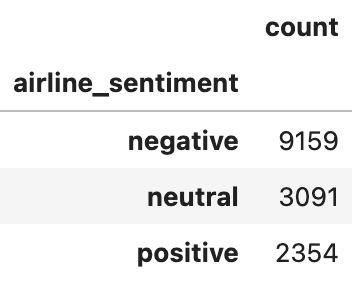 count
airline_sentiment
negative 9159
neutral 3091
positive 2354